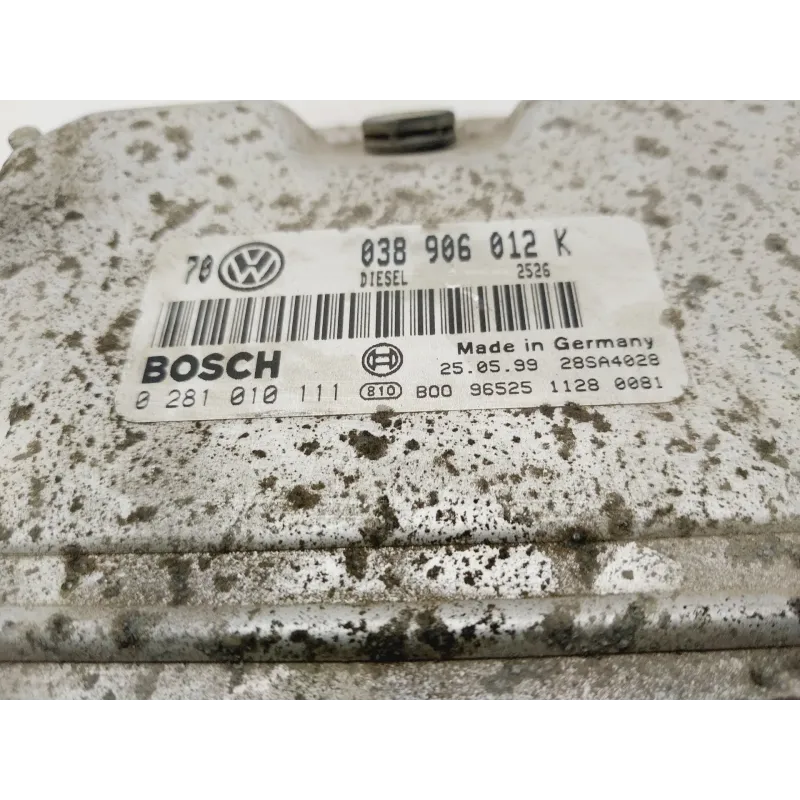 70 VW 038 906 012 K
DIESEL 2526
BOSCH Made in Germany
25.05.99 28SA4028
0 281 010 111 810 B00 96525 1128 0081